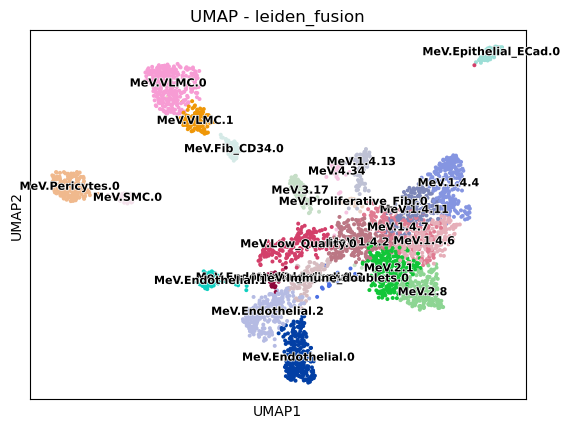 UMAP - leiden_fusion
MeV.Epithelial_ECad.0
MeV.VLMC.0
MeV.VLMC.1
MeV.Fib_CD34.0
MeV.1.4.13
MeV.4.34
MeV.1.4.4
MeV.Pericytes.0
MeV.3.17
MeV.SMC.0
MeV.Proliferative_Fibr.0
MeV.1.4.11
MeV.1.4.7
MeV.Low_Quality.0
1.4.2
MeV.1.4.6
MeV.2.1
MeV.Endothelial.1
MeV.Immune_doublets.0
MeV.2.8
MeV.Endothelial.2
MeV.Endothelial.0
UMAP2
UMAP1